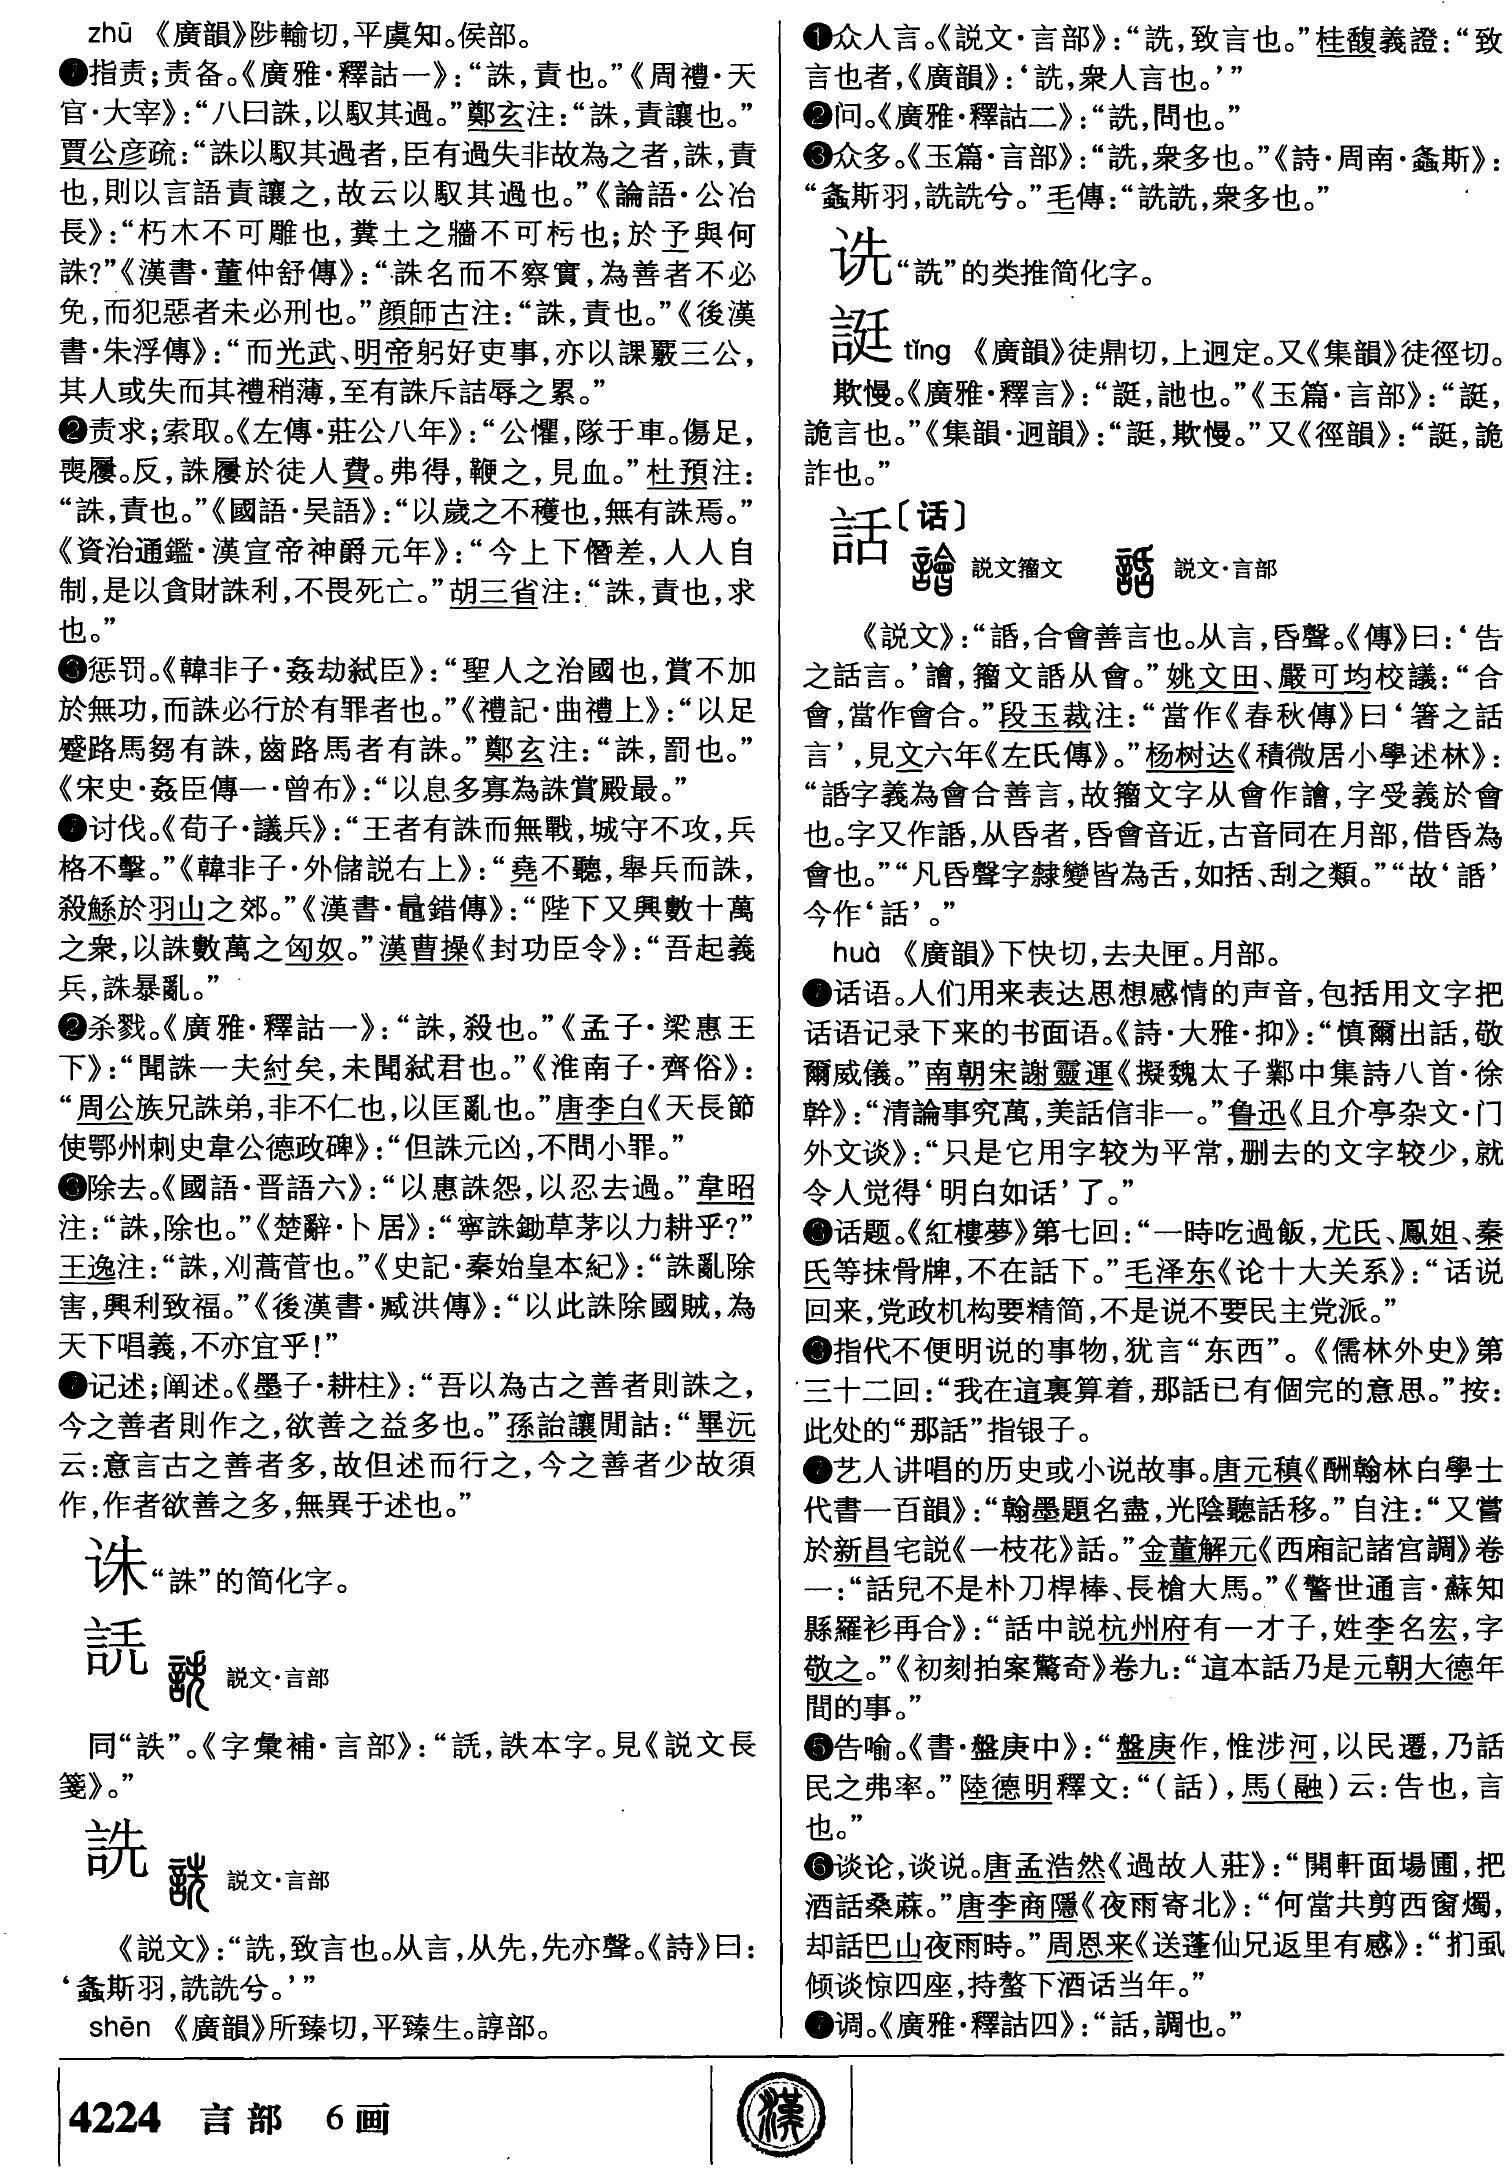 zhū 《廣韻》陟輸切,平虞知。侯部。
❶指责;责备。《廣雅·釋詁一》:“誅,責也。”《周禮·天
官·大宰》:“八曰誅,以馭其過。”鄭玄注:“誅,責讓也。”
賈公彦疏:“誅以馭其過者,臣有過失非故為之者,誅,責
也,則以言語責讓之,故云以馭其過也。”《論語·公冶
長》:“朽木不可雕也,糞土之牆不可杇也;於予與何
誅?”《漢書·董仲舒傳》:“誅名而不察實,為善者不必
免,而犯惡者未必刑也。”顔師古注:“誅,責也。”《後漢
書·朱浮傳》:“而光武、明帝躬好吏事,亦以課覈三公,
其人或失而其禮稍薄,至有誅斥詰辱之累。”
❷责求;索取。《左傳·莊公八年》:“公懼,隊于車。傷足,
喪屨。反,誅屨於徒人費。弗得,鞭之,見血。”杜預注:
“誅,責也。”《國語·吴語》:“以歲之不穫也,無有誅焉。”
《資治通鑑·漢宣帝神爵元年》:“今上下僭差,人人自
制,是以貪財誅利,不畏死亡。”胡三省注:“誅,責也,求
也。”
❸惩罚。《韓非子·姦劫弑臣》:“聖人之治國也,賞不加
於無功,而誅必行於有罪者也。”《禮記·曲禮上》:“以足
蹙路馬芻有誅,齒路馬者有誅。”鄭玄注:“誅,罰也。”
《宋史·姦臣傳一·曾布》:“以息多寡為誅賞殿最。”
❹讨伐。《荀子·議兵》:“王者有誅而無戰,城守不攻,兵
格不擊。”《韓非子·外儲説右上》:“堯不聽,舉兵而誅,
殺鯀於羽山之郊。”《漢書·鼂錯傳》:“陛下又興數十萬
之衆,以誅數萬之匈奴。”漢曹操《封功臣令》:“吾起義
兵,誅暴亂。”
❺杀戮。《廣雅·釋詁一》:“誅,殺也。”《孟子·梁惠王
下》:“聞誅一夫紂矣,未聞弑君也。”《淮南子·齊俗》:
“周公族兄誅弟,非不仁也,以匡亂也。”唐李白《天長節
使鄂州刺史韋公德政碑》:“但誅元凶,不問小罪。”
❻除去。《國語·晋語六》:“以惠誅怨,以忍去過。”韋昭
注:“誅,除也。”《楚辭·卜居》:“寧誅鋤草茅以力耕乎?”
王逸注:“誅,刈蒿菅也。”《史記·秦始皇本紀》:“誅亂除
害,興利致福。”《後漢書·臧洪傳》:“以此誅除國賊,為
天下唱義,不亦宜乎!”
❼记述;阐述。《墨子·耕柱》:“吾以為古之善者則誅之,
今之善者則作之,欲善之益多也。”孫詒讓閒詁:“畢沅
云:意言古之善者多,故但述而行之,今之善者少故須
作,作者欲善之多,無異于述也。”
诛“誅”的简化字。
説文·言部
同“詄”。《字彙補·言部》:“,詄本字。見《説文長
箋》。”
詵 説文·言部
《説文》:“詵,致言也。从言,从先,先亦聲。《詩》曰:
‘螽斯羽,詵詵兮。’”
shēn 《廣韻》所臻切,平臻生。諄部。
❶众人言。《説文·言部》:“詵,致言也。”桂馥義證:“致
言也者,《廣韻》:‘詵,衆人言也。’”
❷问。《廣雅·釋詁二》:“詵,問也。”
❸众多。《玉篇·言部》:“詵,衆多也。”《詩·周南·螽斯》:
“螽斯羽,詵詵兮。”毛傳:“詵詵,衆多也。”
诜“詵”的类推简化字。
誔 tǐng 《廣韻》徒鼎切,上迥定。又《集韻》徒徑切。
欺慢。《廣雅·釋言》:“誔,訑也。”《玉篇·言部》:“誔,
詭言也。”《集韻·迥韻》:“誔,欺慢。”又《徑韻》:“誔,詭
詐也。”
話〔话〕
説文籀文 説文·言部
《説文》:“䛡,合會善言也。从言,𠯑聲。《傳》曰:‘告
之話言。’譮,籀文䛡从會。”姚文田、嚴可均校議:“合
會,當作會合。”段玉裁注:“當作《春秋傳》曰‘箸之話
言’,見文六年《左氏傳》。”杨树达《積微居小學述林》:
“䛡字義為會合善言,故籀文字从會作譮,字受義於會
也。字又作䛡,从𠯑者,𠯑會音近,古音同在月部,借𠯑為
會也。”“凡𠯑聲字隸變皆為舌,如括、刮之類。”“故‘䛡’
今作‘話’。”
huà 《廣韻》下快切,去夬匣。月部。
❶话语。人们用来表达思想感情的声音,包括用文字把
话语记录下来的书面语。《詩·大雅·抑》:“慎爾出話,敬
爾威儀。”南朝宋謝靈運《擬魏太子鄴中集詩八首·徐
幹》:“清論事究萬,美話信非一。”鲁迅《且介亭杂文·门
外文谈》:“只是它用字较为平常,删去的文字较少,就
令人觉得‘明白如话’了。”
❷话题。《紅樓夢》第七回:“一時吃過飯,尤氏、鳳姐、秦
氏等抹骨牌,不在話下。”毛泽东《论十大关系》:“话说
回来,党政机构要精简,不是说不要民主党派。”
❸指代不便明说的事物,犹言“东西”。《儒林外史》第
三十二回:“我在這裏算着,那話已有個完的意思。”按:
此处的“那話”指银子。
❹艺人讲唱的历史或小说故事。唐元稹《酬翰林白學士
代書一百韻》:“翰墨題名盡,光陰聽話移。”自注:“又嘗
於新昌宅説《一枝花》話。”金董解元《西廂記諸宫調》卷
一:“話兒不是朴刀桿棒、長槍大馬。”《警世通言·蘇知
縣羅衫再合》:“話中説杭州府有一才子,姓李名宏,字
敬之。”《初刻拍案驚奇》卷九:“這本話乃是元朝大德年
間的事。”
❺告喻。《書·盤庚中》:“盤庚作,惟涉河,以民遷,乃話
民之弗率。”陸德明釋文:“(話),馬(融)云:告也,言
也。”
❻谈论,谈说。唐孟浩然《過故人莊》:“開軒面場圃,把
酒話桑蔴。”唐李商隱《夜雨寄北》:“何當共剪西窗燭,
却話巴山夜雨時。”周恩来《送蓬仙兄返里有感》:“扪虱
倾谈惊四座,持螯下酒话当年。”
❼调。《廣雅·釋詁四》:“話,調也。”
4224 言部 6画
漢